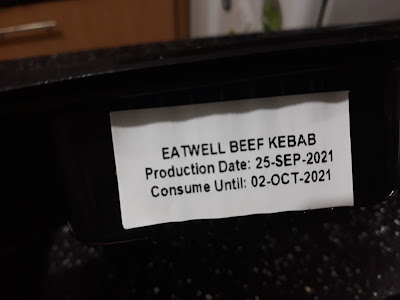 EATWELL BEEF KEBAB
Production Date: 25-SEP-2021
Consume Until: 02-OCT-2021